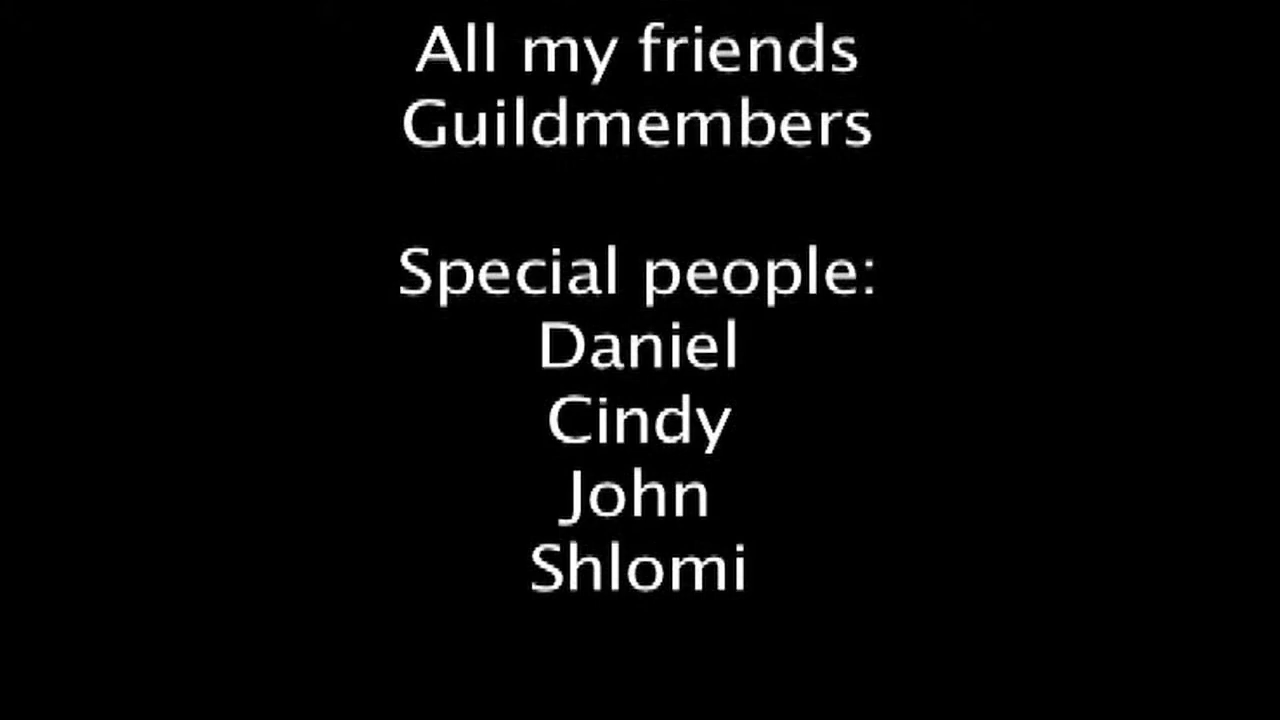 All my friends
Guildmembers
Special people:
Daniel
Cindy
John
Shlomi